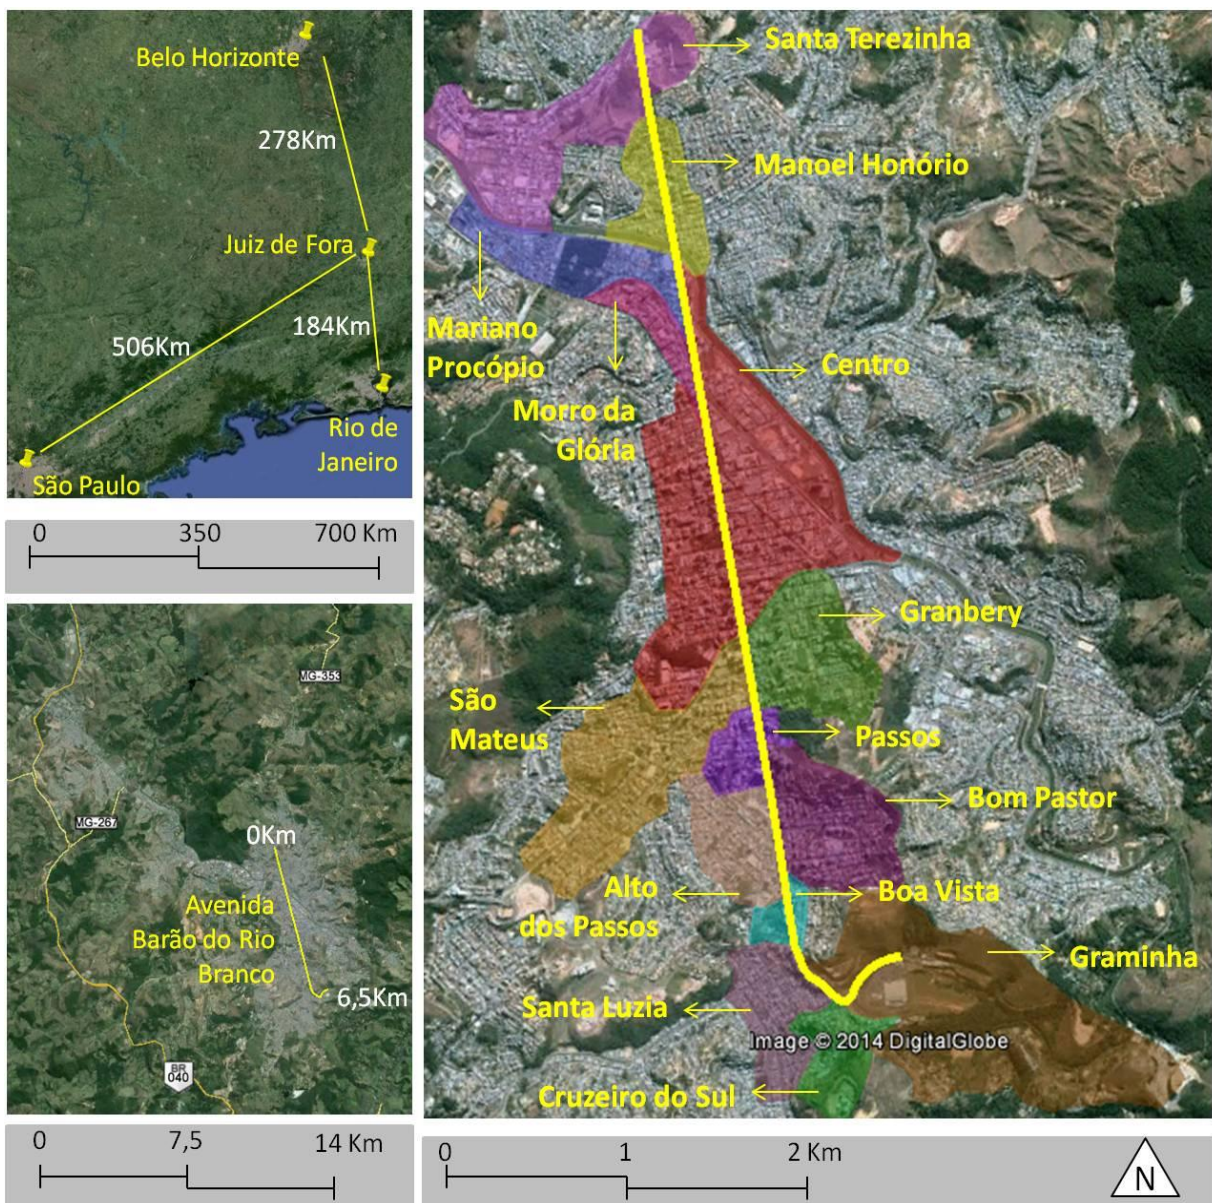 Belo Horizonte
278Km
Juiz de Fora
184Km
506Km
Rio de
Janeiro
São Paulo
0 350 700 Km
MG-353
MG-267
0Km
Avenida
Barão do Rio
Branco
6,5Km
BR
040
0 7,5 14 Km
Santa Terezinha
Manoel Honório
Mariano
Procópio
Centro
Morro da
Glória
Granbery
São
Mateus
Passos
Bom Pastor
Alto
dos Passos
Boa Vista
Graminha
Santa Luzia
Image © 2014 DigitalGlobe
Cruzeiro do Sul
0 1 2 Km
N